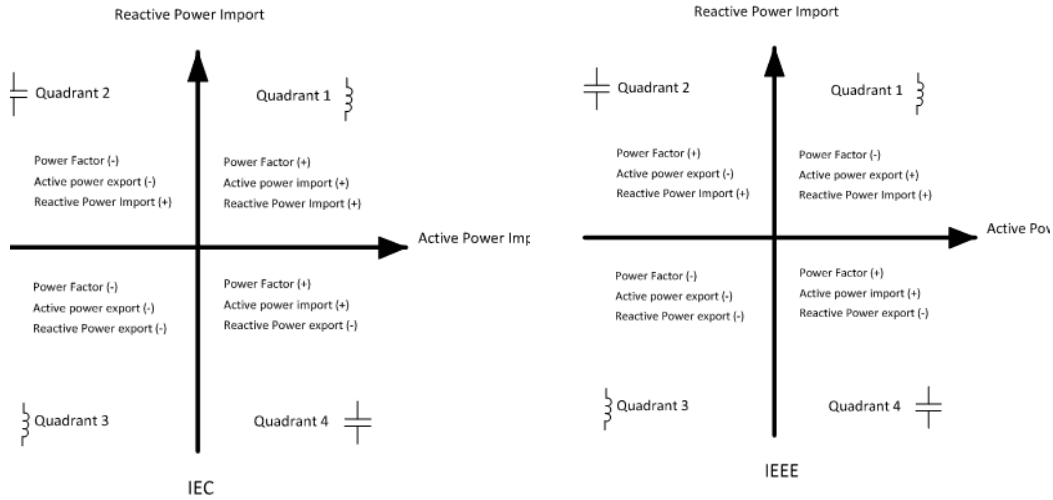 Reactive Power Import
Quadrant 2
Quadrant 1
Power Factor (-)
Active power export (-)
Reactive Power Import (+)
Power Factor (+)
Active power import (+)
Reactive Power Import (+)
Active Power Imp
Power Factor (-)
Active power export (-)
Reactive Power export (-)
Power Factor (+)
Active power import (+)
Reactive Power export (-)
Quadrant 3
Quadrant 4
IEC
Reactive Power Import
Quadrant 2
Quadrant 1
Power Factor (+)
Active power export (-)
Reactive Power Import (+)
Power Factor (-)
Active power export (+)
Reactive Power Import (+)
Active Pow
Power Factor (-)
Active power export (-)
Reactive Power export (-)
Power Factor (+)
Active power import (+)
Reactive Power export (-)
Quadrant 3
Quadrant 4
IEEE